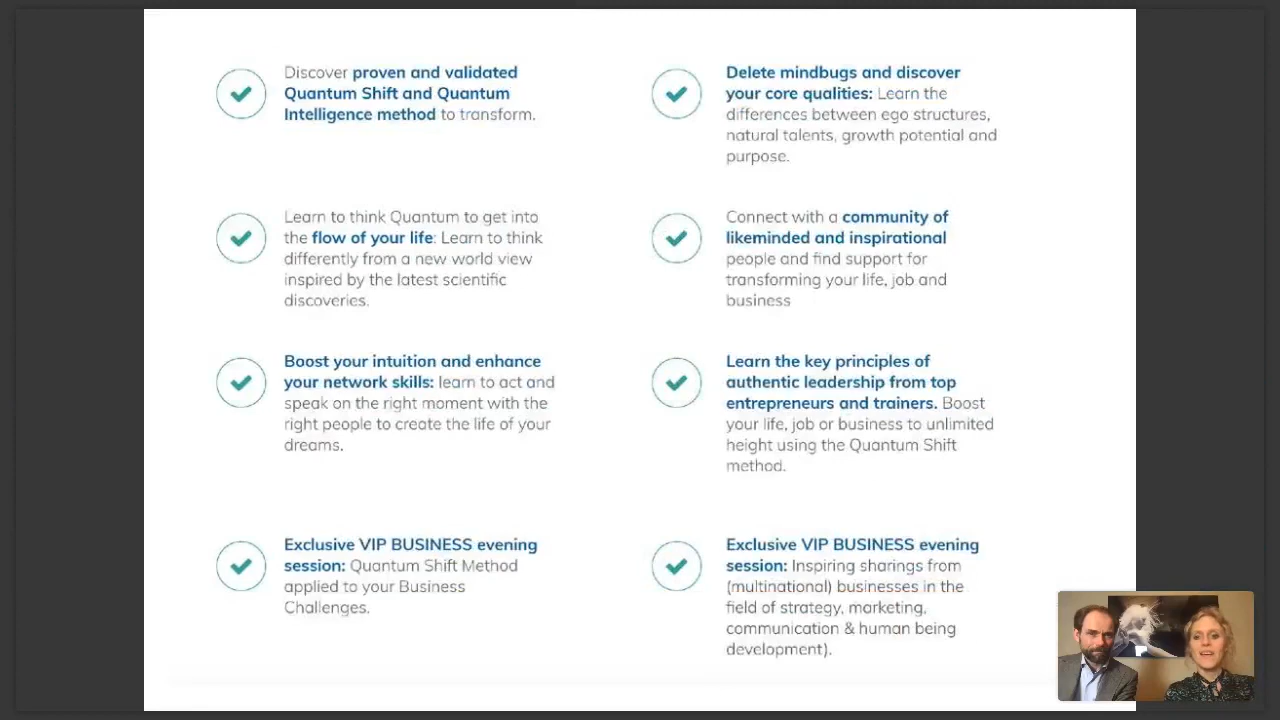 Discover proven and validated
Quantum Shift and Quantum
Intelligence method to transform.
Delete mindbugs and discover
your core qualities: Learn the
differences between ego structures,
natural talents, growth potential and
purpose.
Learn to think Quantum to get into
the flow of your life: Learn to think
differently from a new world view
inspired by the latest scientific
discoveries.
Connect with a community of
likeminded and inspirational
people and find support for
transforming your life, job and
business
Boost your intuition and enhance
your network skills: learn to act and
speak on the right moment with the
right people to create the life of your
dreams.
Learn the key principles of
authentic leadership from top
entrepreneurs and trainers. Boost
your life, job or business to unlimited
height using the Quantum Shift
method.
Exclusive VIP BUSINESS evening
session: Quantum Shift Method
applied to your Business
Challenges.
Exclusive VIP BUSINESS evening
session: Inspiring sharings from
(multinational) businesses in the
field of strategy, marketing,
communication & human being
development).